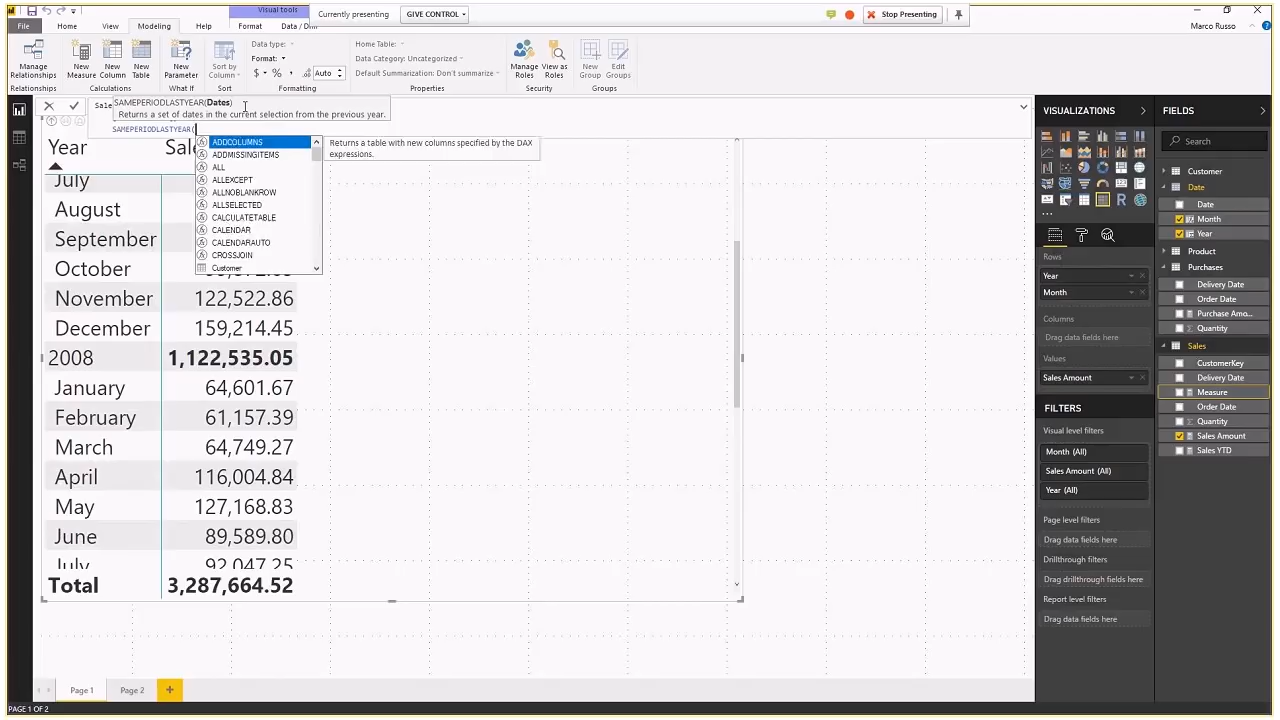 Visual tools
Currently presenting
GIVE CONTROL
Stop Presenting
File
Home
View
Modeling
Help
Format
Marco Russo
Manage Relationships
New Measure
New Column
New Table
New Parameter
Sort by Column
Data type:
Format:
$ % , Auto
Home Table:
Data Category: Uncategorized
Default Summarization: Don't summarize
Manage Roles
View as Roles
New Group
Edit Groups
Relationships
Calculations
What If
Sort
Formatting
Properties
Security
Groups
SAMEPERIODLASTYEAR(Dates)
Returns a set of dates in the current selection from the previous year.
SAMEPERIODLASTYEAR(
ADDCOLUMNS
ADDMISSINGITEMS
ALL
ALLEXCEPT
ALLNOBLANKROW
ALLSELECTED
CALCULATETABLE
CALENDAR
CALENDARAUTO
CROSSJOIN
Customer
Returns a table with new columns specified by the DAX
expressions.
Year
July
August
September
October
November 122,522.86
December 159,214.45
2008 1,122,535.05
January 64,601.67
February 61,157.39
March 64,749.27
April 116,004.84
May 127,168.83
June 89,589.80
July 92,047.25
Total 3,287,664.52
VISUALIZATIONS
Rows
Year
Month
Columns
Drag data fields here
Values
Sales Amount
FILTERS
Visual level filters
Month (All)
Sales Amount (All)
Year (All)
Page level filters
Drag data fields here
Drillthrough filters
Drag drillthrough fields here
Report level filters
Drag data fields here
FIELDS
Search
Customer
Date
Date
Month
Year
Product
Purchases
Delivery Date
Order Date
Purchase Amo...
Quantity
Sales
CustomerKey
Delivery Date
Measure
Order Date
Quantity
Sales Amount
Sales YTD
Page 1
Page 2
PAGE 1 OF 2